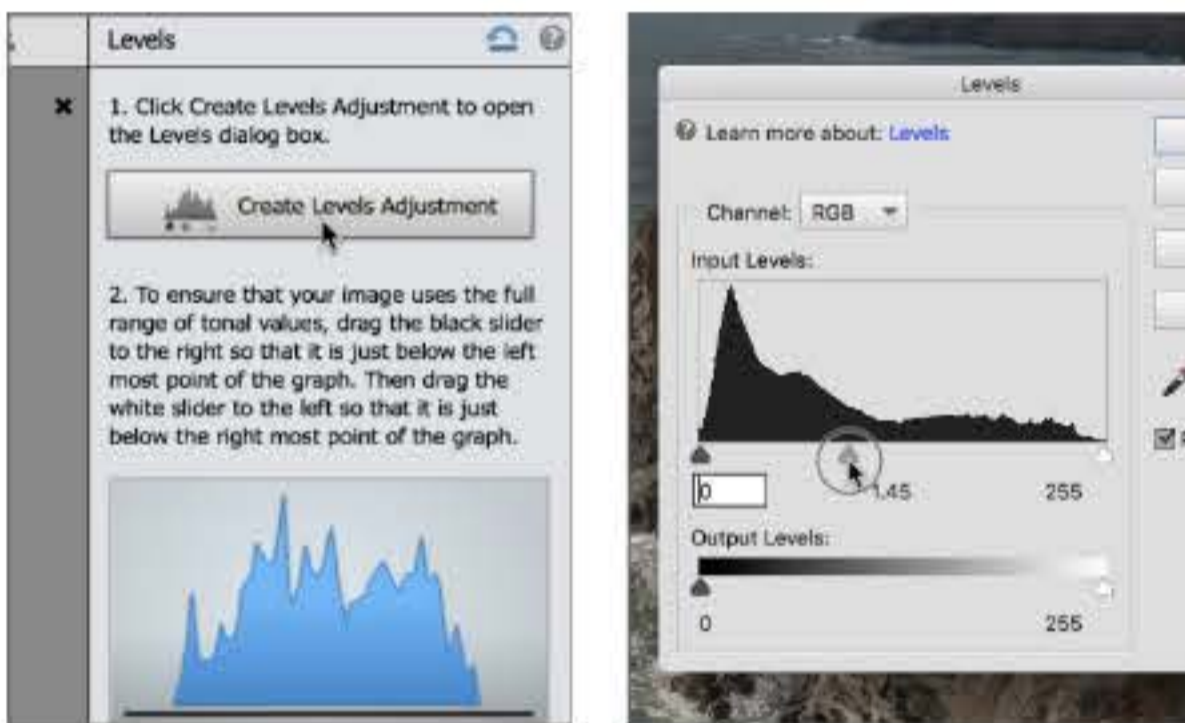 Levels
1. Click Create Levels Adjustment to open
the Levels dialog box.
Create Levels Adjustment
2. To ensure that your image uses the full
range of tonal values, drag the black slider
to the right so that it is just below the left
most point of the graph. Then drag the
white slider to the left so that it is just
below the right most point of the graph.
Levels
Learn more about: Levels
Channel: RGB
Input Levels:
0 1.45 255
Output Levels:
0 255